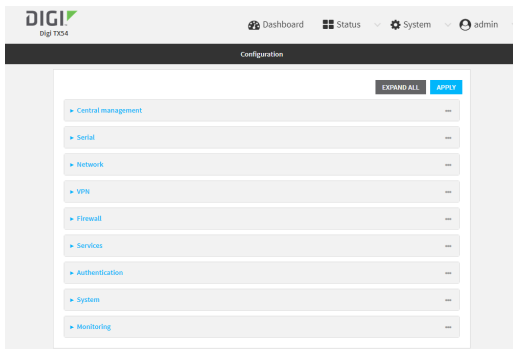 DIGI
Digi TX54
Dashboard Status System admin
Configuration
EXPAND ALL APPLY
Central management
Serial
Network
VPN
Firewall
Services
Authentication
System
Monitoring